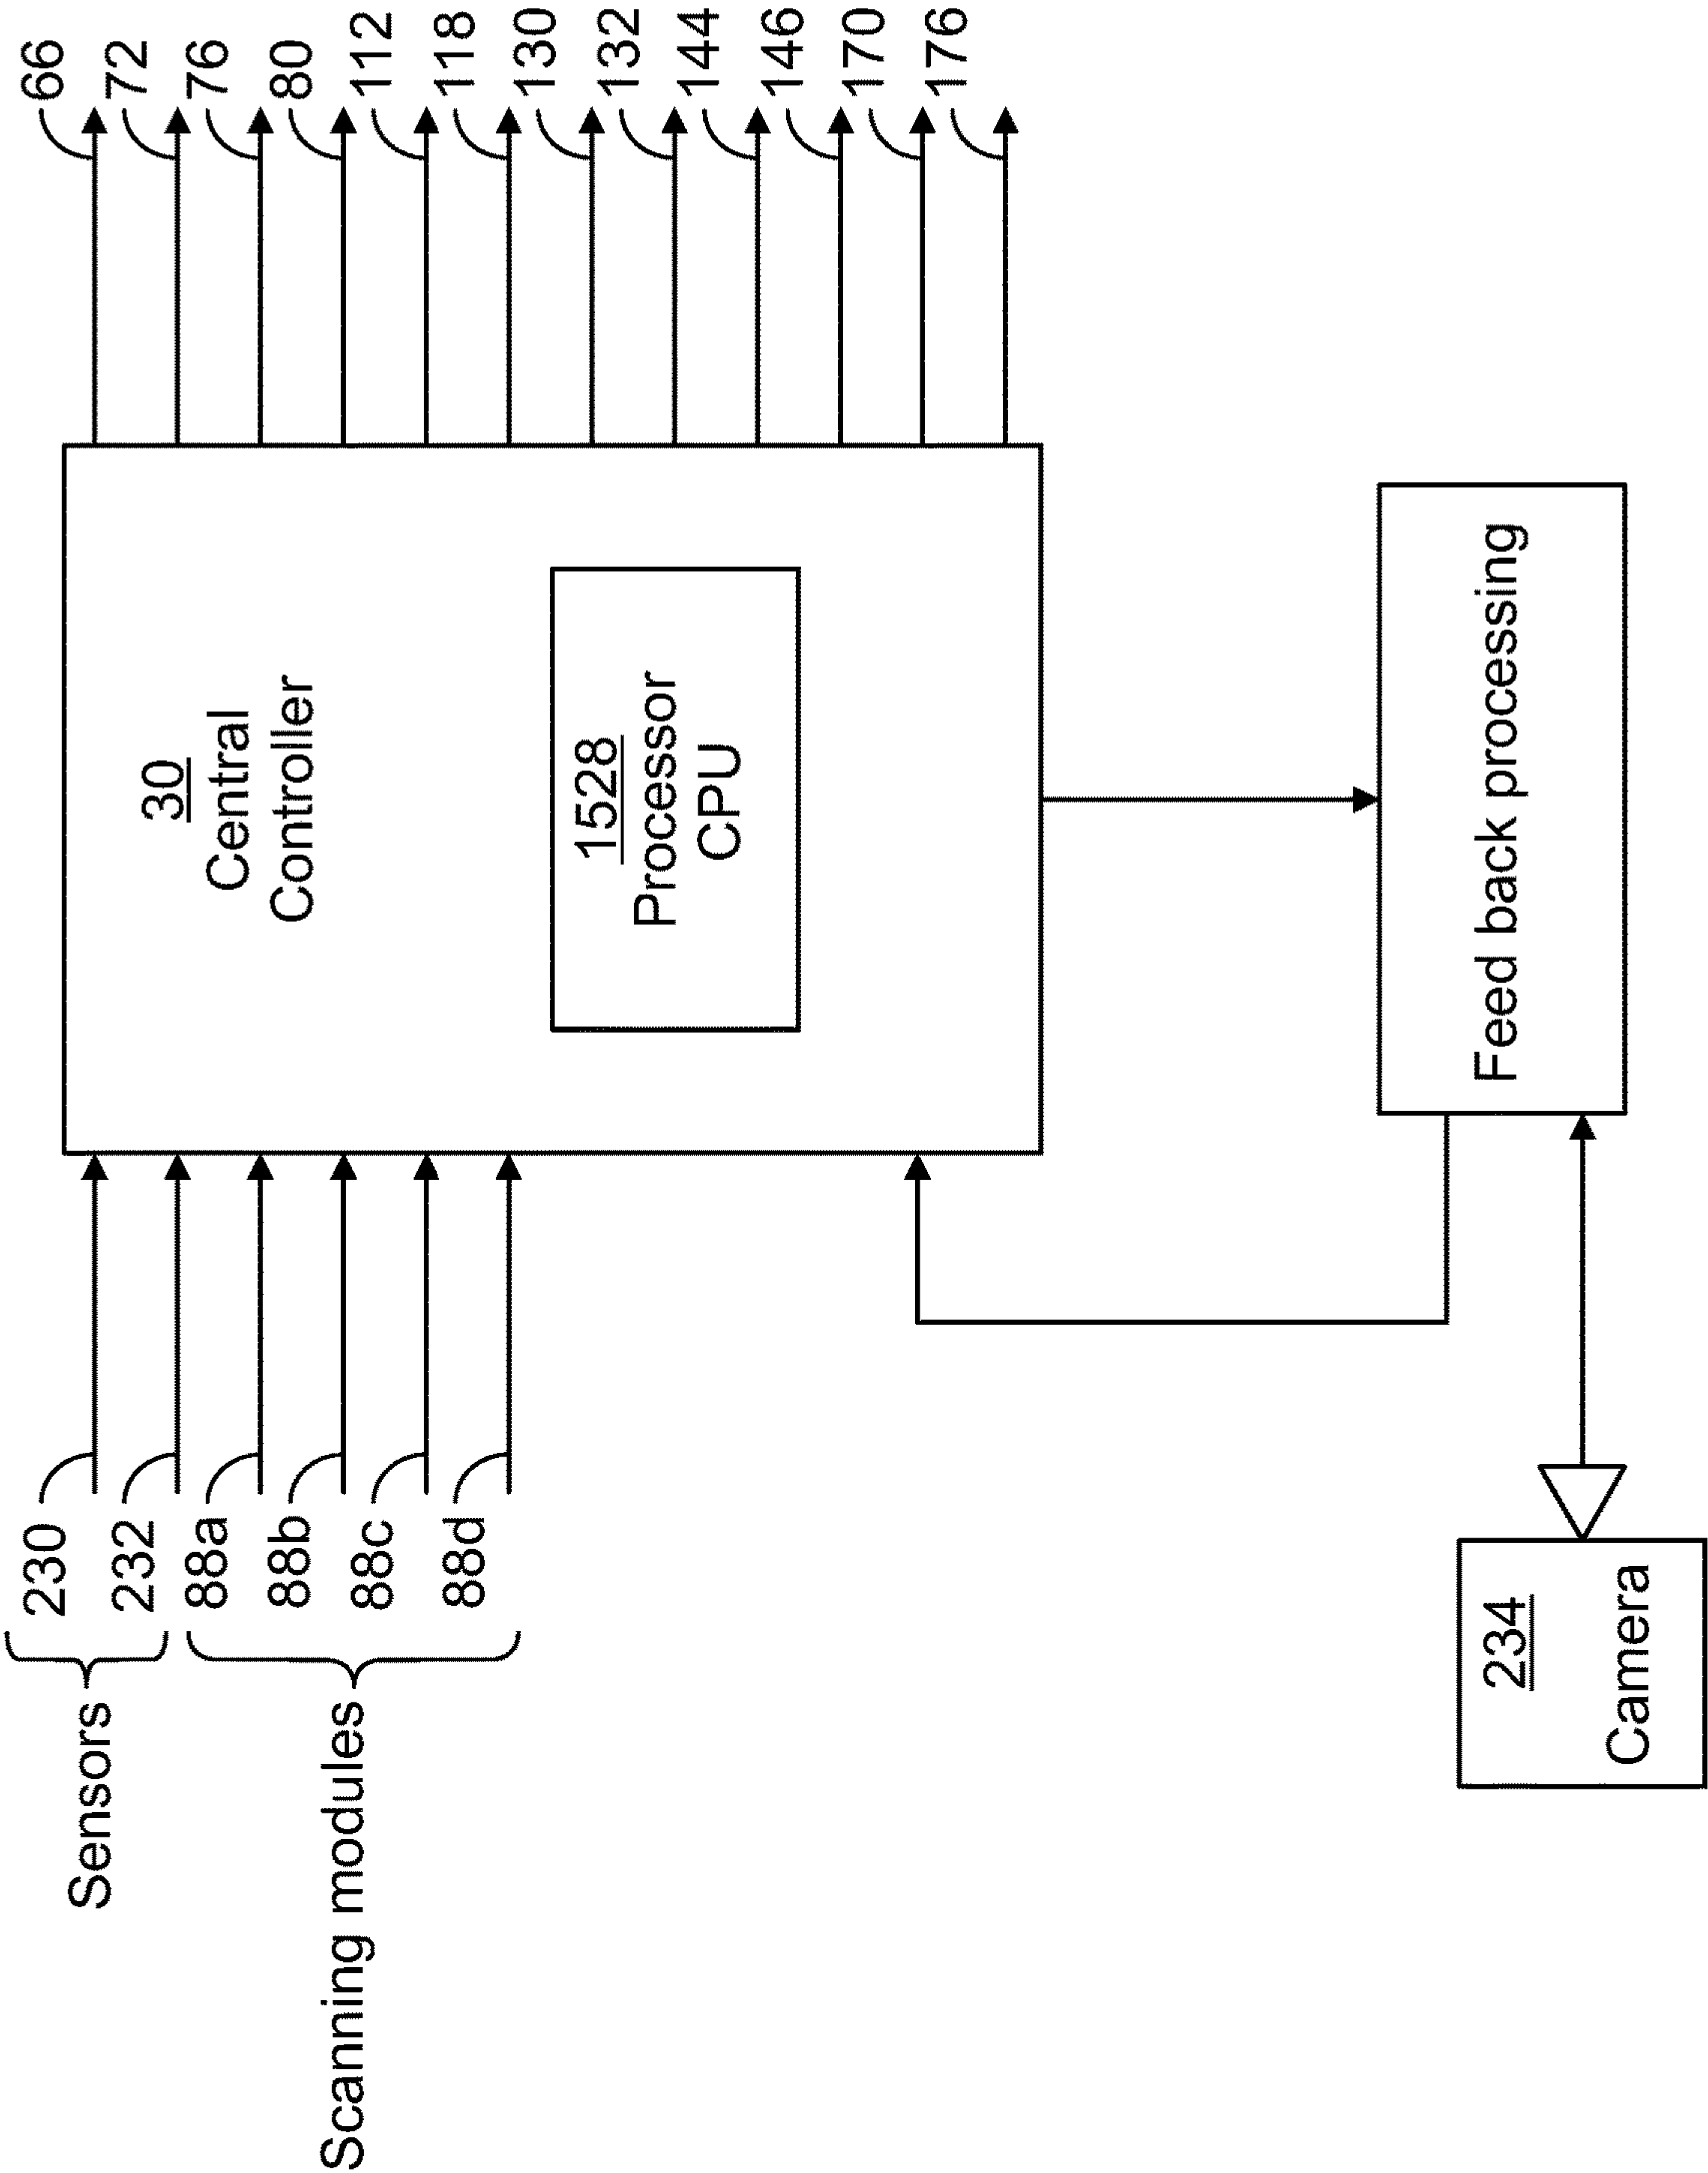 Sensors
230
232
Scanning modules
88a
88b
88c
88d
30
Central
Controller
1528
Processor
CPU
66
72
76
80
112
118
130
132
144
146
170
176
234
Camera
Feed back processing